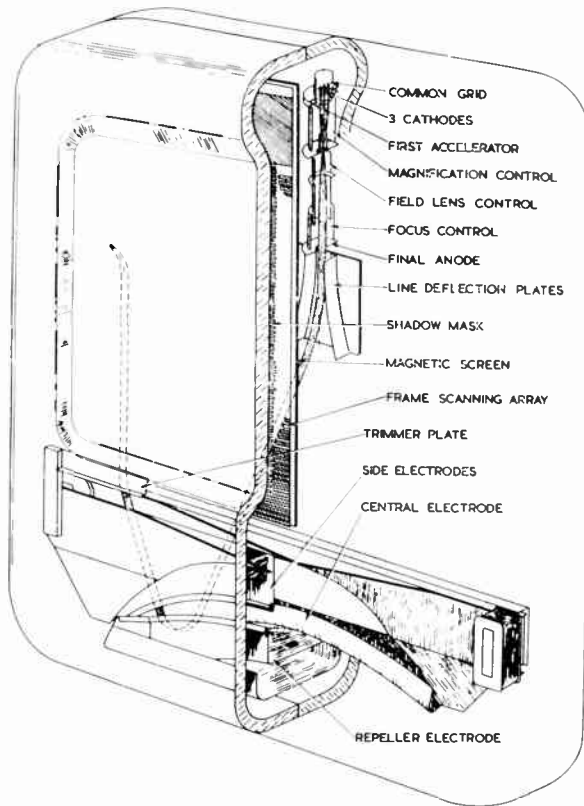 COMMON GRID
3 CATHODES
FIRST ACCELERATOR
MAGNIFICATION CONTROL
FIELD LENS CONTROL
FOCUS CONTROL
FINAL ANODE
LINE DEFLECTION PLATES
SHADOW MASK
MAGNETIC SCREEN
FRAME SCANNING ARRAY
TRIMMER PLATE
SIDE ELECTRODES
CENTRAL ELECTRODE
REPELLER ELECTRODE